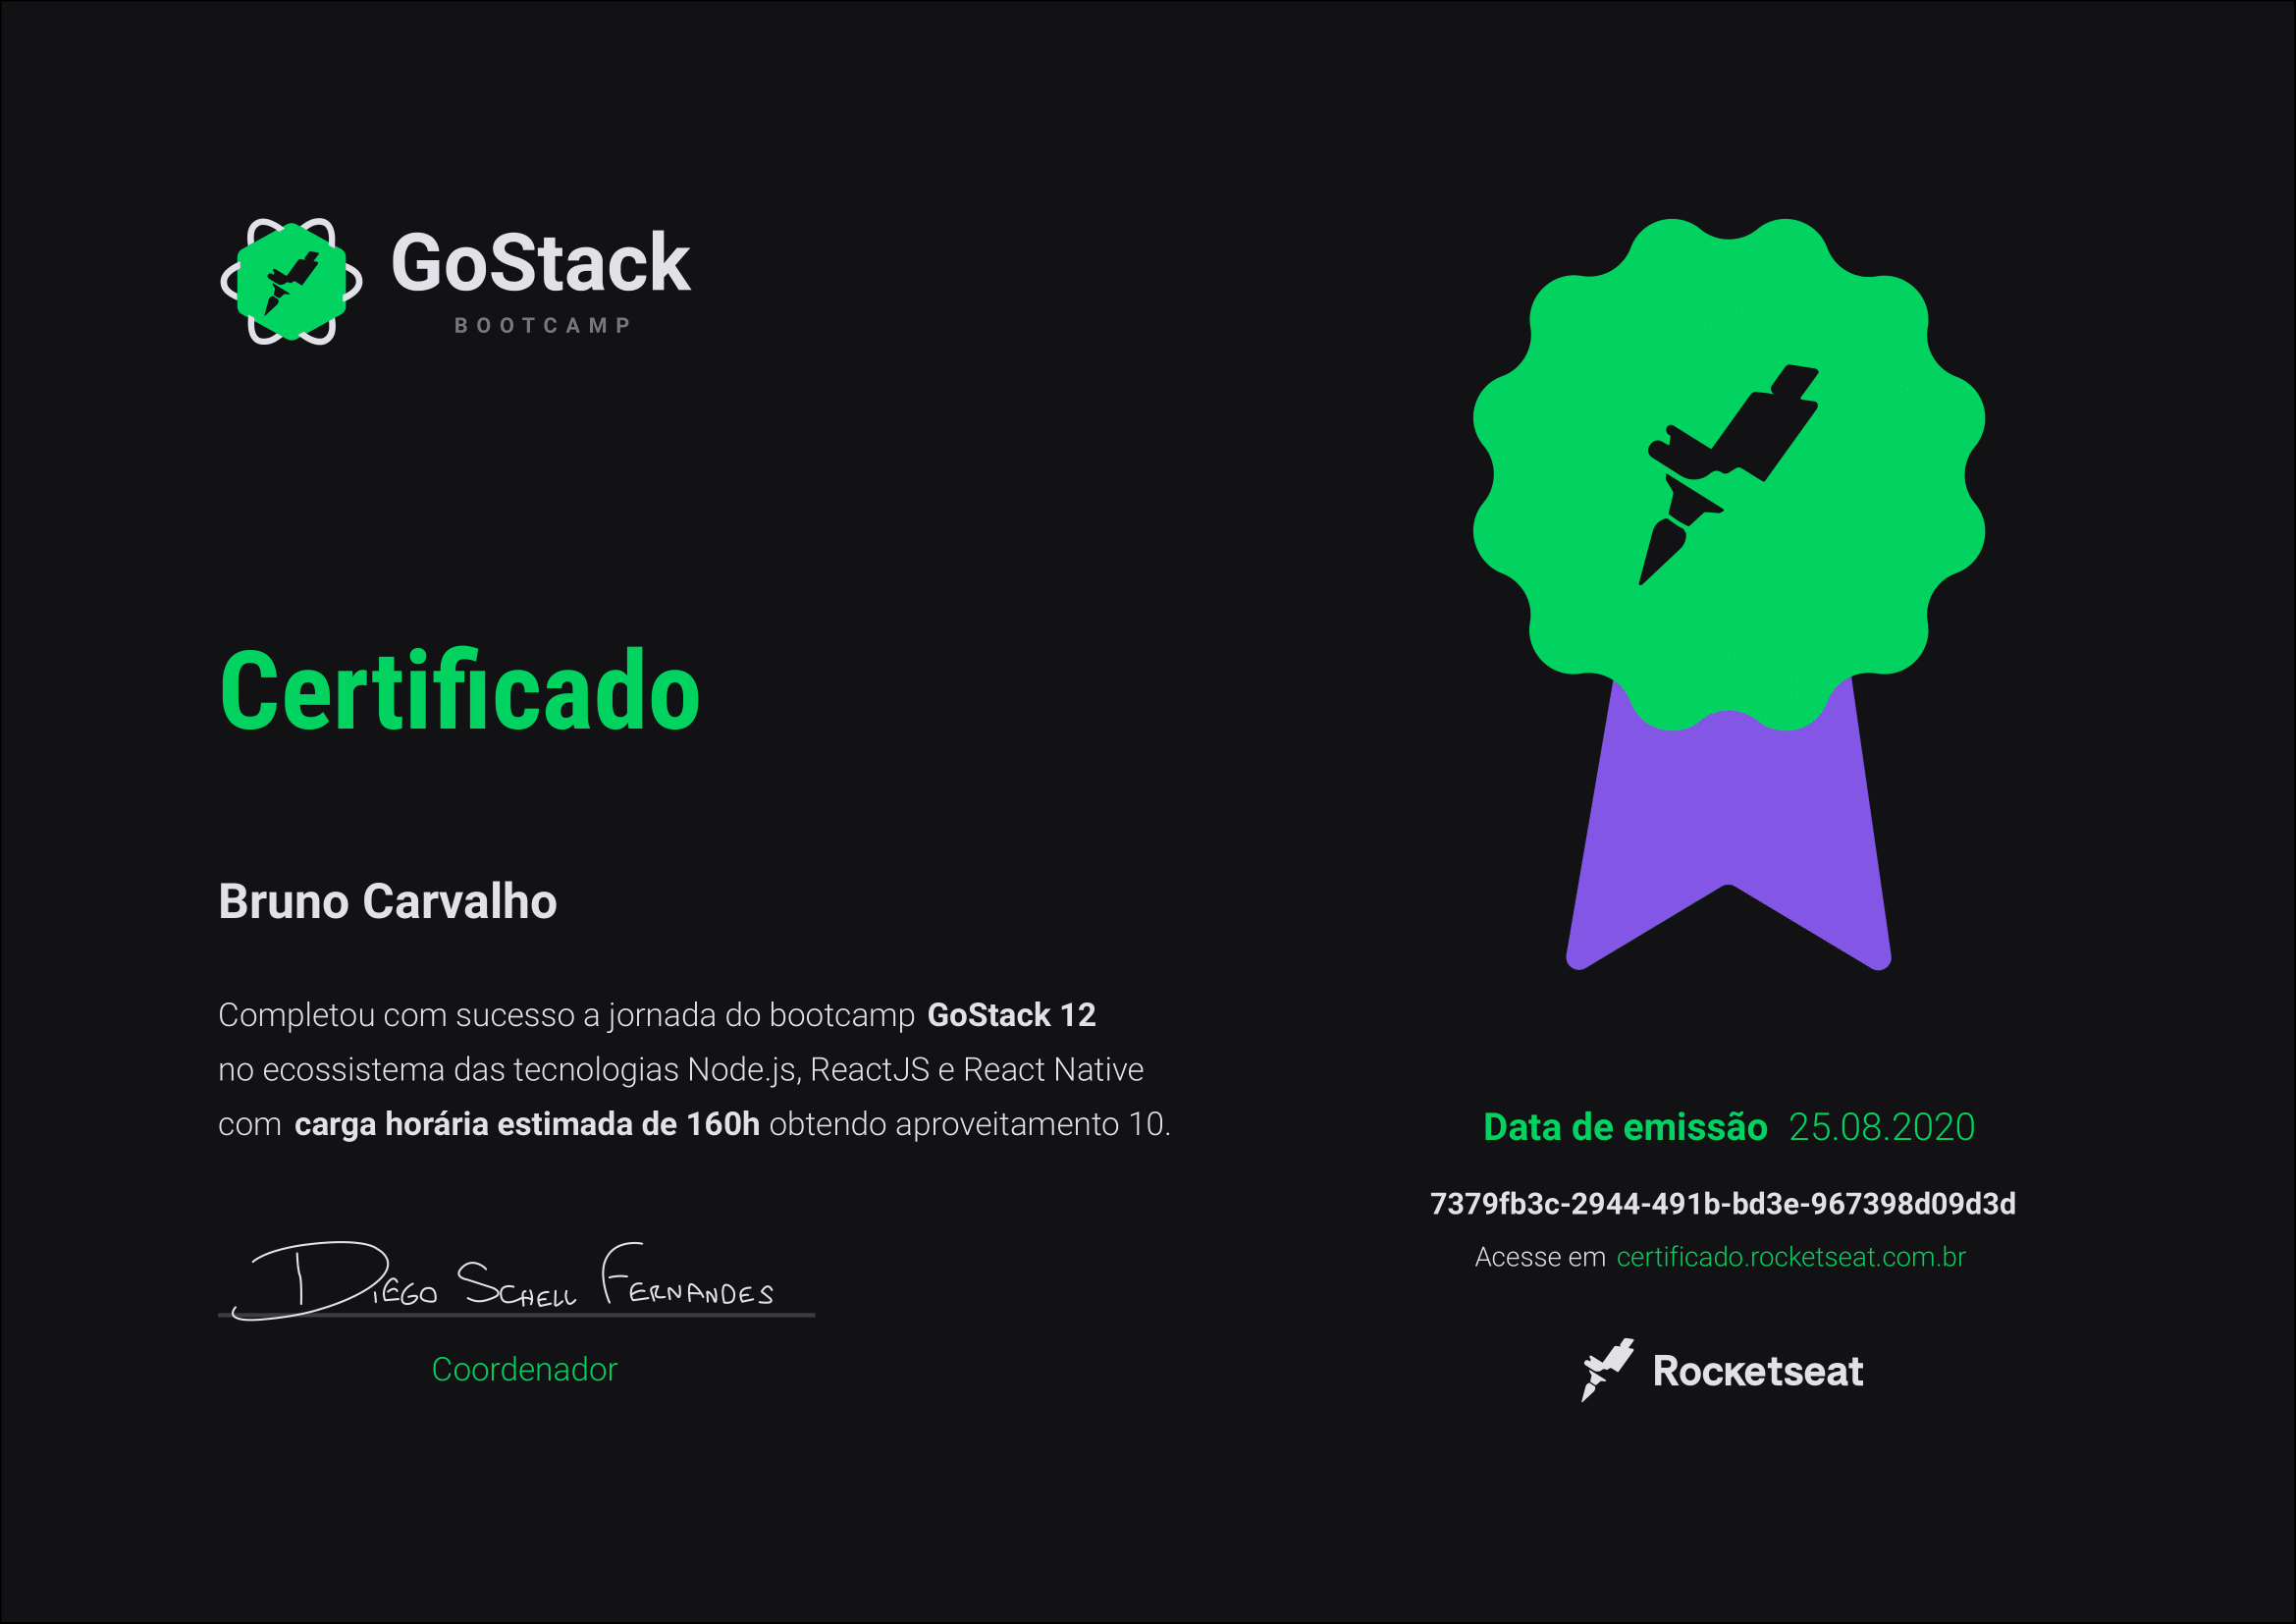 GoStack
BOOTCAMP
Certificado
Bruno Carvalho
Completou com sucesso a jornada do bootcamp GoStack 12
no ecossistema das tecnologias Node.js, ReactJS e React Native
com carga horária estimada de 160h obtendo aproveitamento 10.
Diego Schell Fernandes
Coordenador
Data de emissão 25.08.2020
7379fb3c-2944-491b-bd3e-967398d09d3d
Acesse em certificado.rocketseat.com.br
Rocketseat